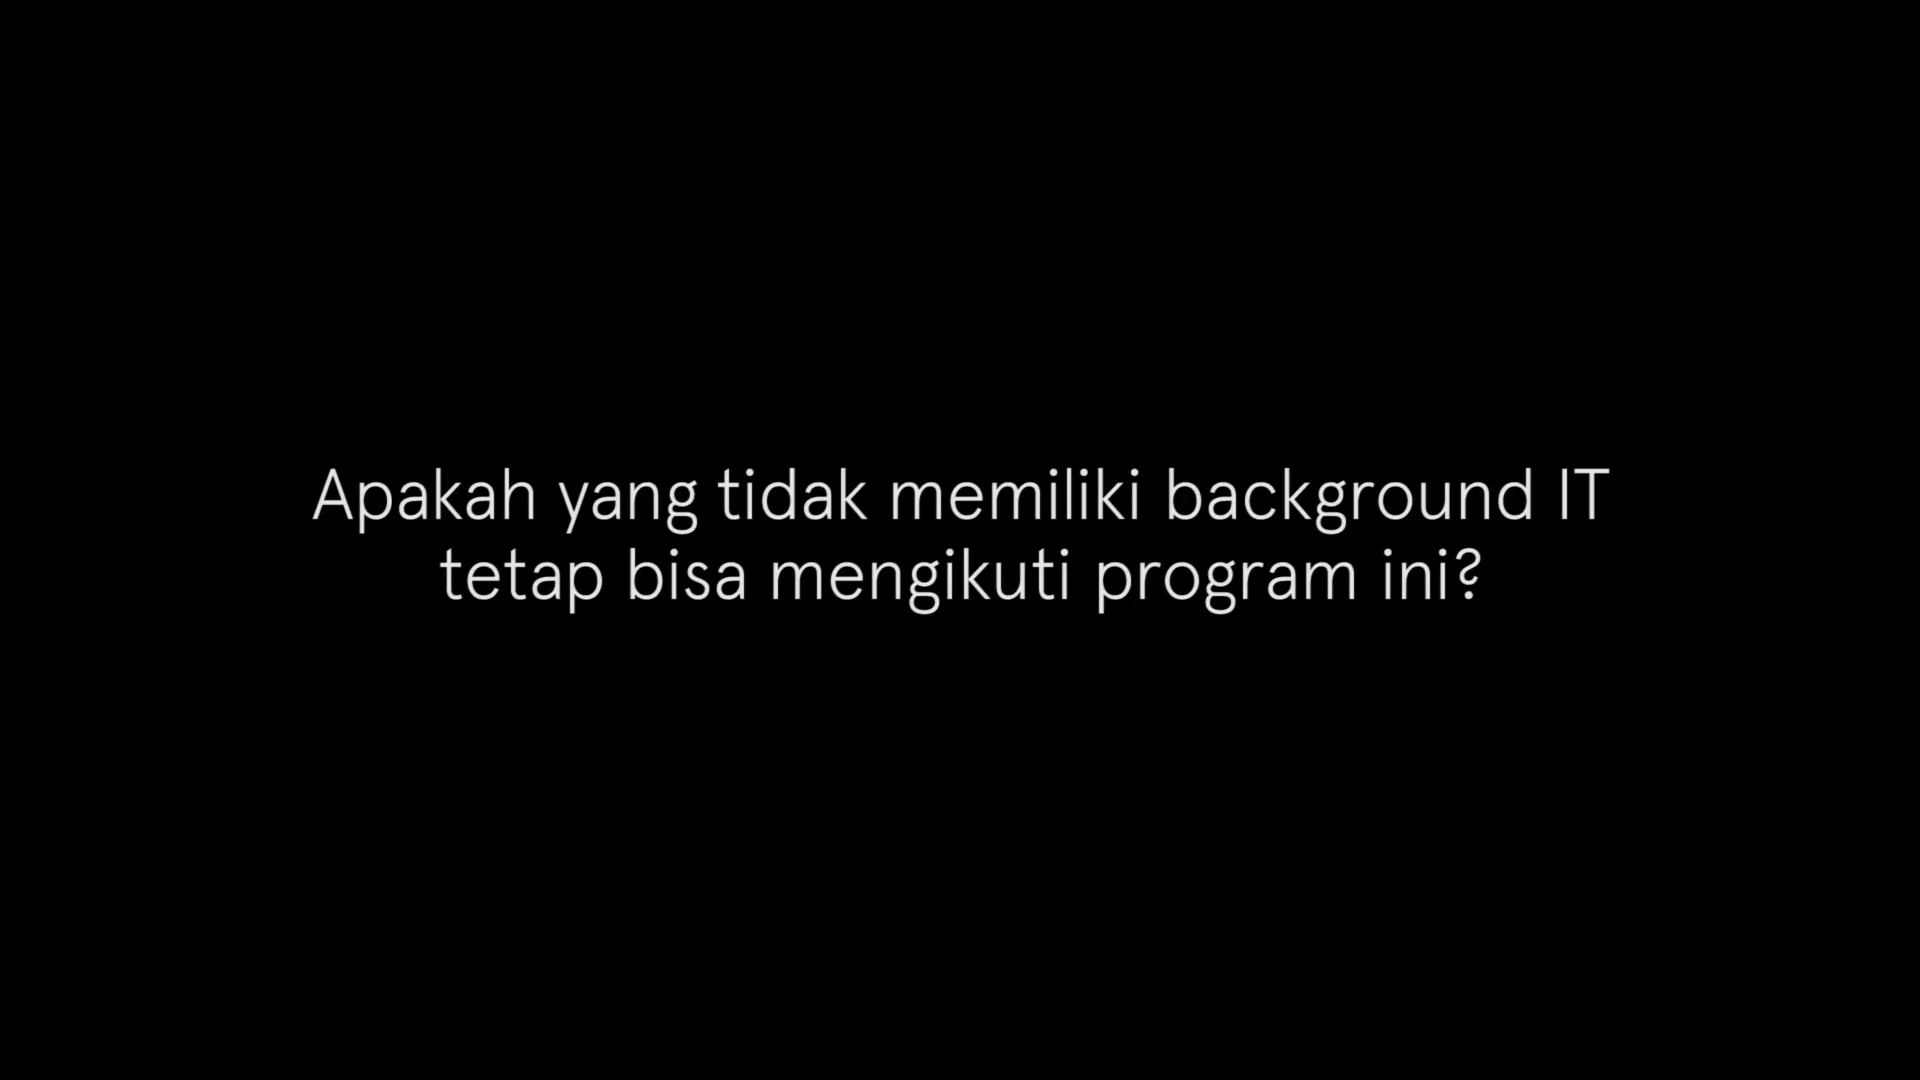 Apakah yang tidak memiliki background IT
tetap bisa mengikuti program ini?